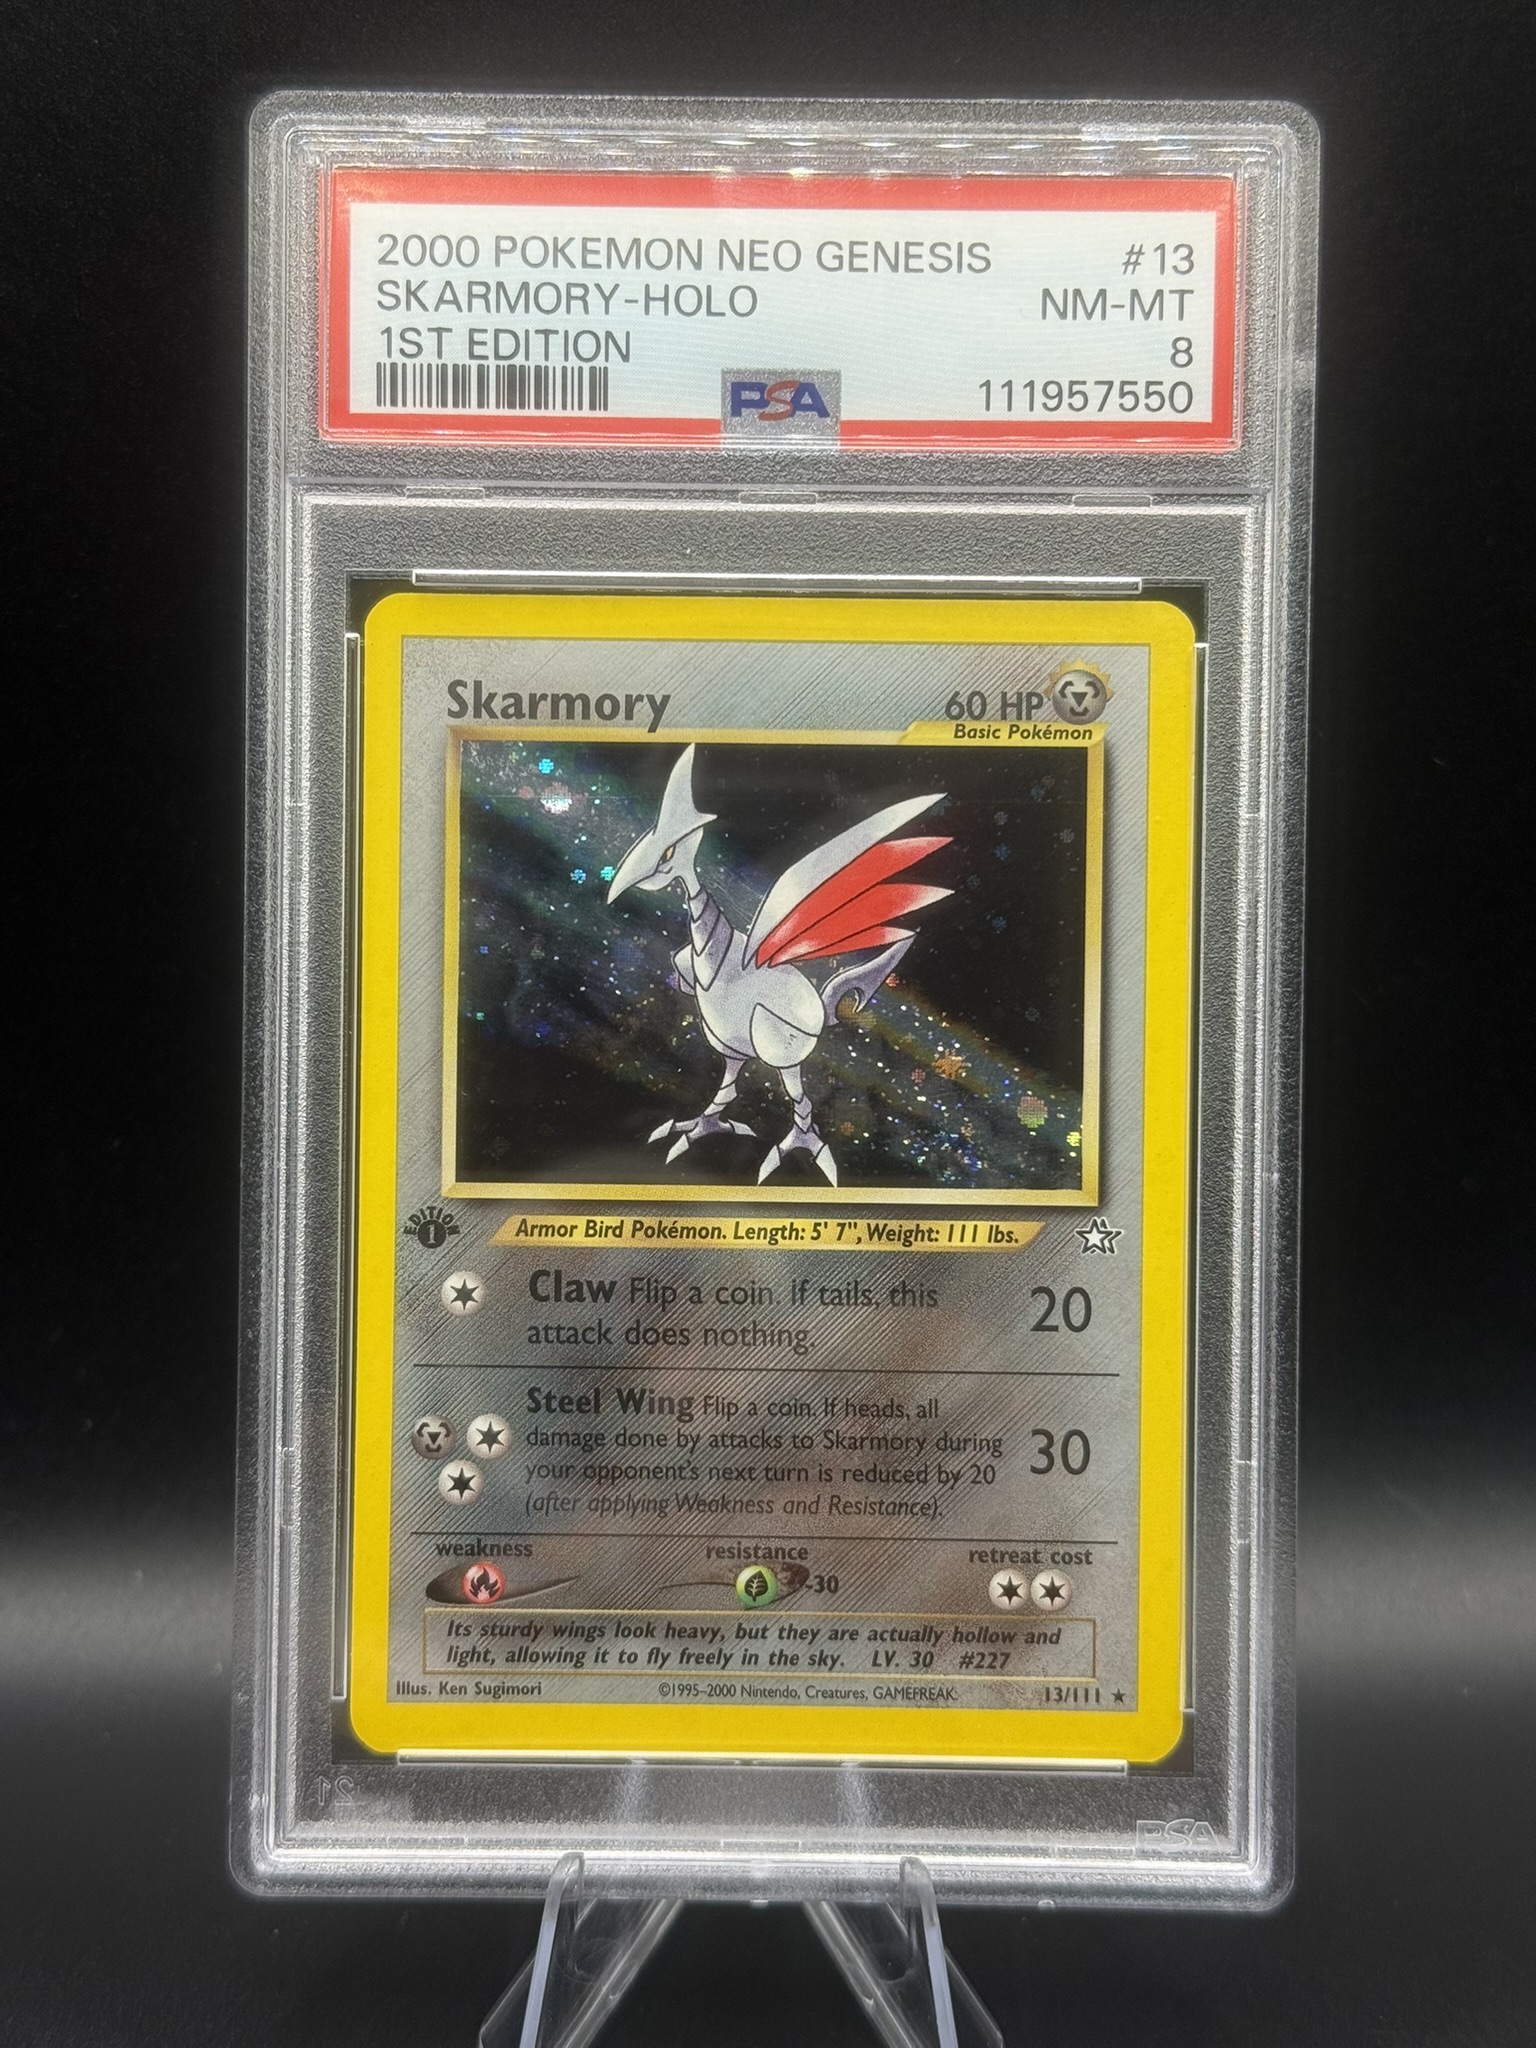 2000 POKEMON NEO GENESIS #13
SKARMORY-HOLO NM-MT
1ST EDITION 8
PSA 111957550
Skarmory 60 HP
Basic Pokémon
EDITION 1
Armor Bird Pokémon. Length: 5' 7", Weight: 111 lbs.
Claw Flip a coin. If tails, this 20
attack does nothing.
Steel Wing Flip a coin. If heads, all
damage done by attacks to Skarmory during 30
your opponent's next turn is reduced by 20
(after applying Weakness and Resistance).
weakness resistance retreat cost
-30
Its sturdy wings look heavy, but they are actually hollow and
light, allowing it to fly freely in the sky. LV. 30 #227
Illus. Ken Sugimori ©1995-2000 Nintendo, Creatures, GAMEFREAK. 13/111 ★
PSA